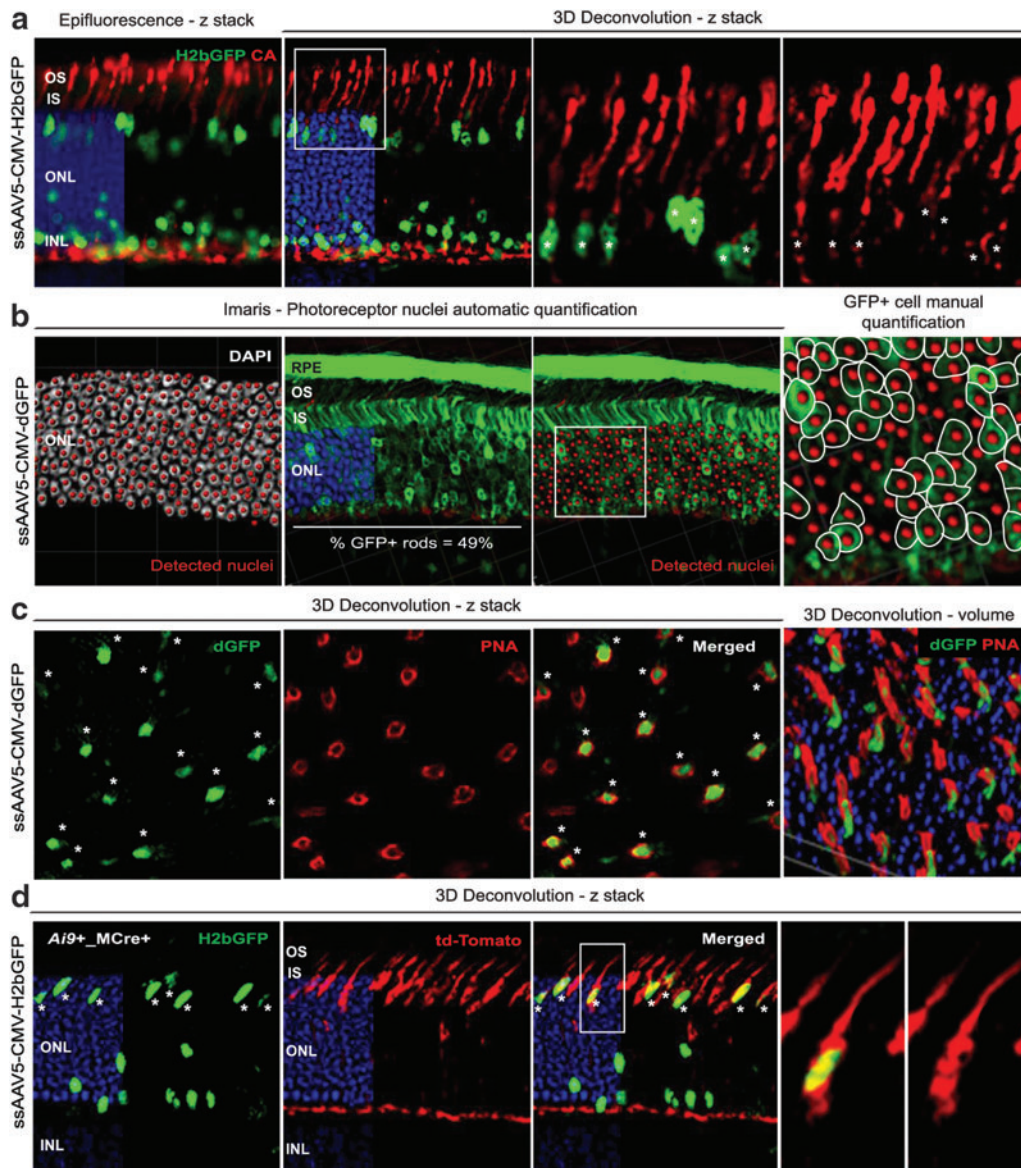 a
Epifluorescence - z stack
3D Deconvolution - z stack
ssAAV5-CMV-H2bGFP
H2bGFP CA
OS
IS
ONL
INL
* * * * * * *
* * * * * * *
b
Imaris - Photoreceptor nuclei automatic quantification
GFP+ cell manual
quantification
ssAAV5-CMV-dGFP
DAPI
ONL
Detected nuclei
RPE
OS
IS
ONL
% GFP+ rods = 49%
Detected nuclei
c
3D Deconvolution - z stack
3D Deconvolution - volume
ssAAV5-CMV-dGFP
dGFP
PNA
Merged
dGFP PNA
d
3D Deconvolution - z stack
ssAAV5-CMV-H2bGFP
Ai9+_MCre+
H2bGFP
ONL
INL
td-Tomato
OS
IS
Merged